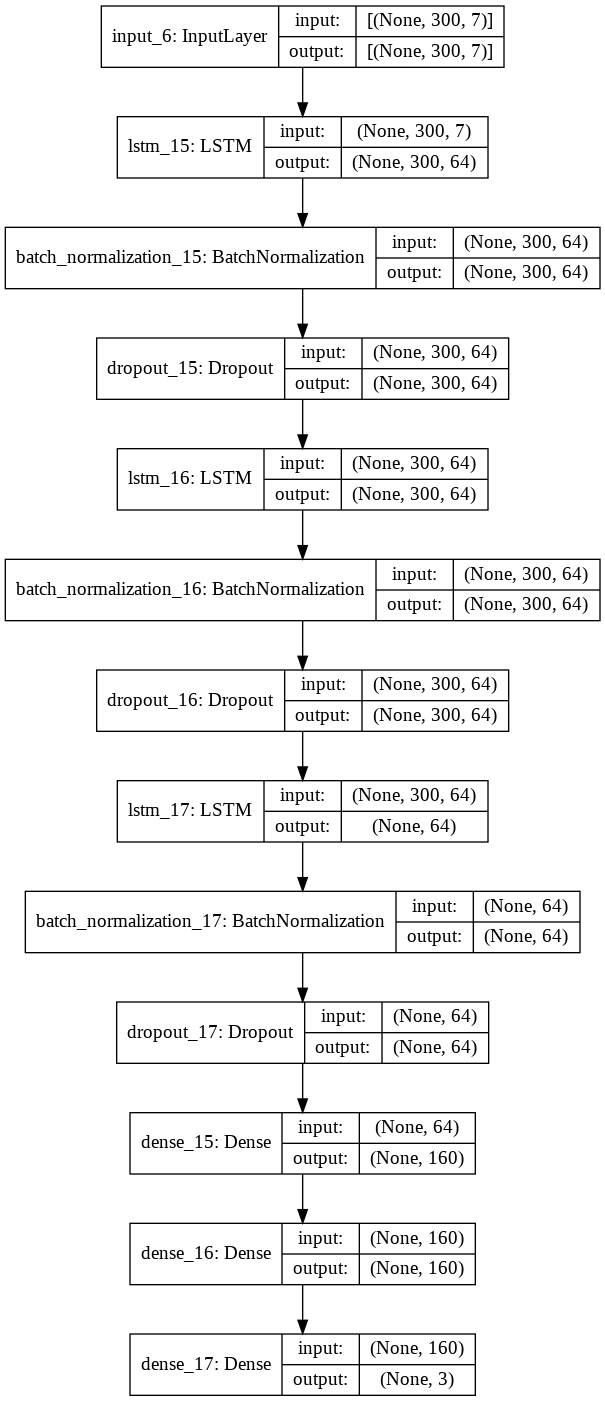 input_6: InputLayer
input: [(None, 300, 7)]
output: [(None, 300, 7)]
lstm_15: LSTM
input: (None, 300, 7)
output: (None, 300, 64)
batch_normalization_15: BatchNormalization
input: (None, 300, 64)
output: (None, 300, 64)
dropout_15: Dropout
input: (None, 300, 64)
output: (None, 300, 64)
lstm_16: LSTM
input: (None, 300, 64)
output: (None, 300, 64)
batch_normalization_16: BatchNormalization
input: (None, 300, 64)
output: (None, 300, 64)
dropout_16: Dropout
input: (None, 300, 64)
output: (None, 300, 64)
lstm_17: LSTM
input: (None, 300, 64)
output: (None, 64)
batch_normalization_17: BatchNormalization
input: (None, 64)
output: (None, 64)
dropout_17: Dropout
input: (None, 64)
output: (None, 64)
dense_15: Dense
input: (None, 64)
output: (None, 160)
dense_16: Dense
input: (None, 160)
output: (None, 160)
dense_17: Dense
input: (None, 160)
output: (None, 3)